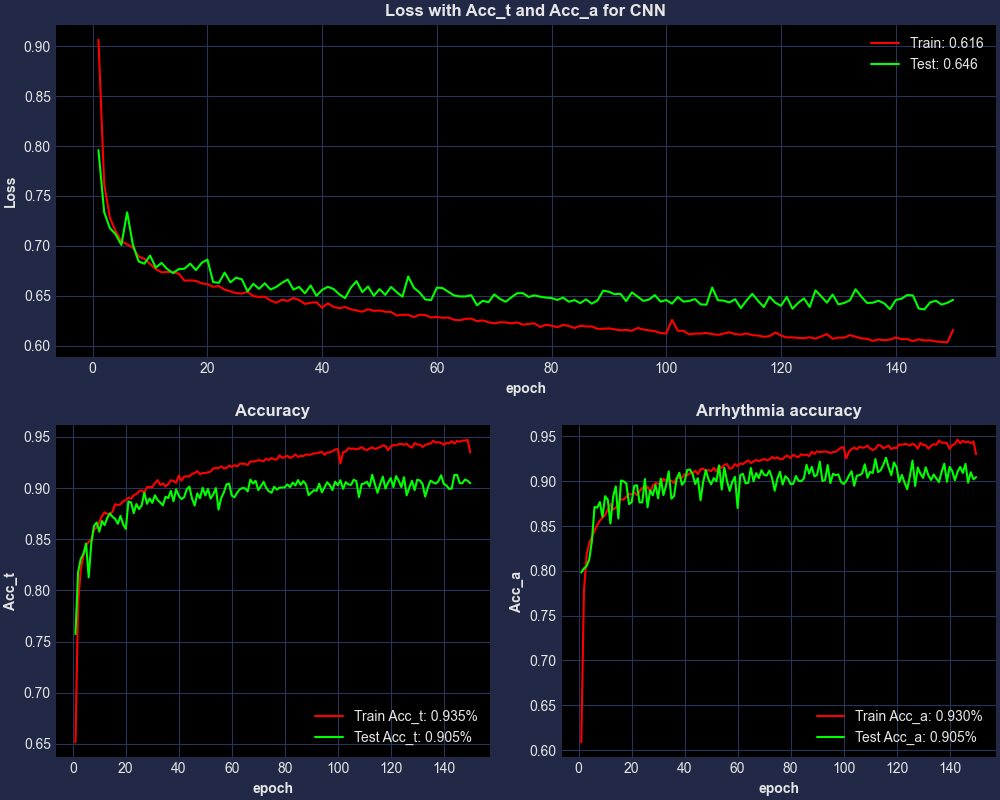 Loss with Acc_t and Acc_a for CNN
0.90
0.85
0.80
0.75
0.70
0.65
0.60
Loss
Train: 0.616
Test: 0.646
0 20 40 60 80 100 120 140
epoch
Accuracy
0.95
0.90
0.85
0.80
0.75
0.70
0.65
Acc_t
Train Acc_t: 0.935%
Test Acc_t: 0.905%
0 20 40 60 80 100 120 140
epoch
Arrhythmia accuracy
0.95
0.90
0.85
0.80
0.75
0.70
0.65
0.60
Acc_a
Train Acc_a: 0.930%
Test Acc_a: 0.905%
0 20 40 60 80 100 120 140
epoch